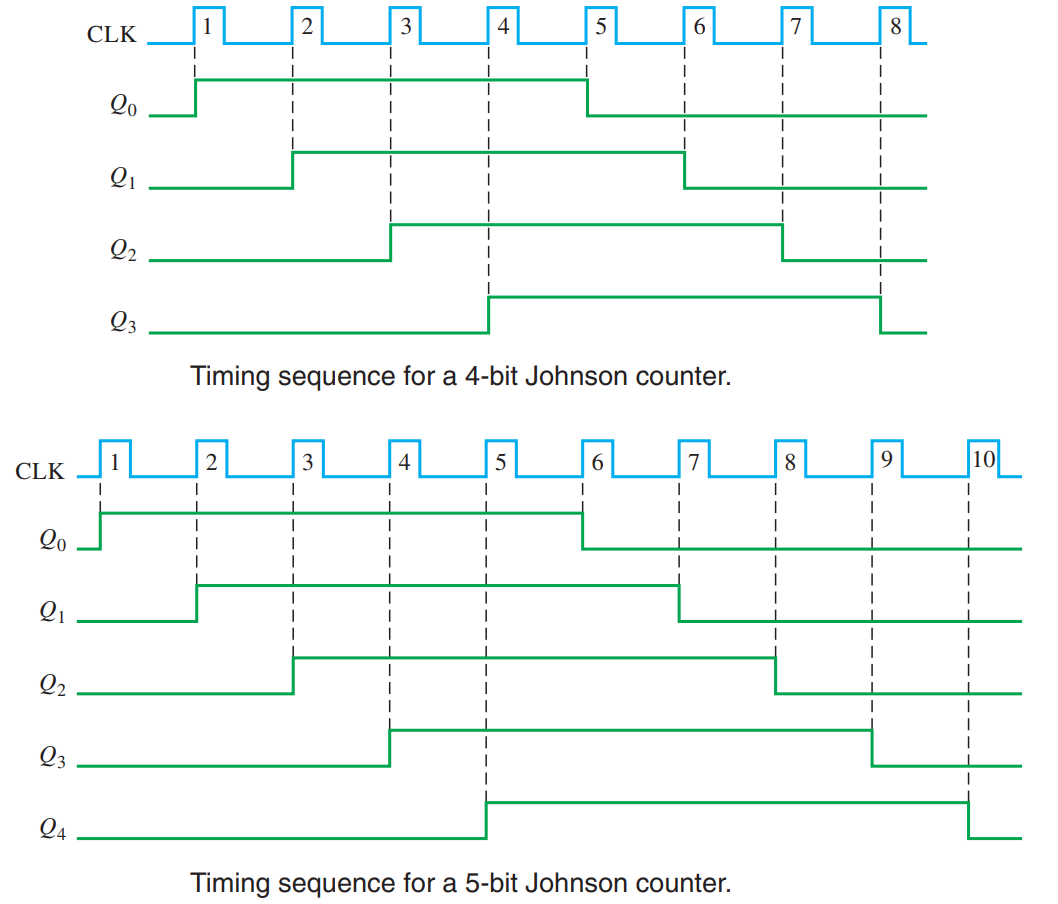 CLK 1 2 3 4 5 6 7 8
Q0
Q1
Q2
Q3
Timing sequence for a 4-bit Johnson counter.
CLK 1 2 3 4 5 6 7 8 9 10
Q0
Q1
Q2
Q3
Q4
Timing sequence for a 5-bit Johnson counter.